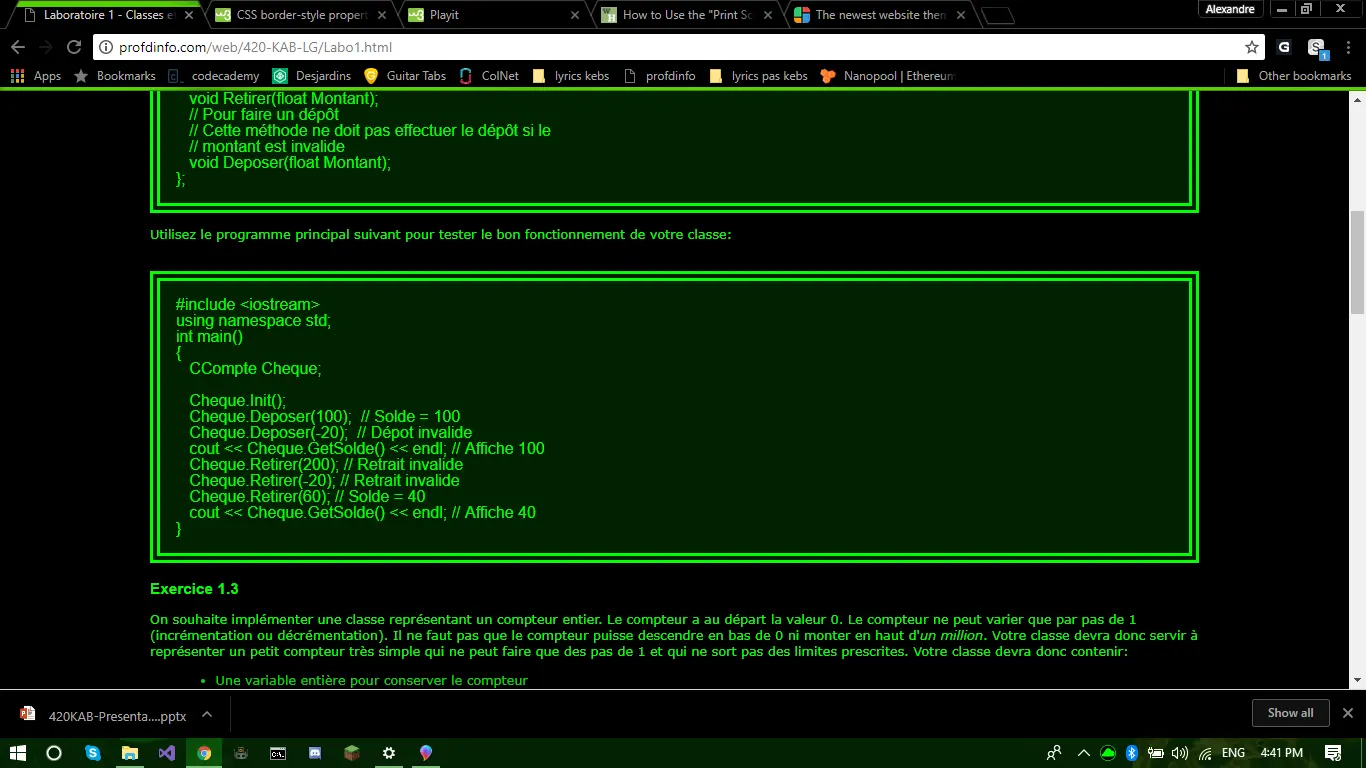 Laboratoire 1 - Classes et
CSS border-style propert
Playit
How to Use the "Print Sc
The newest website then
Alexandre
profdinfo.com/web/420-KAB-LG/Labo1.html
Apps
Bookmarks
codecademy
Desjardins
Guitar Tabs
ColNet
lyrics kebs
profdinfo
lyrics pas kebs
Nanopool | Ethereum
Other bookmarks
void Retirer(float Montant);
// Pour faire un dépôt
// Cette méthode ne doit pas effectuer le dépôt si le
// montant est invalide
void Deposer(float Montant);
};
Utilisez le programme principal suivant pour tester le bon fonctionnement de votre classe:
#include <iostream>
using namespace std;
int main()
{
CCompte Cheque;
Cheque.Init();
Cheque.Deposer(100); // Solde = 100
Cheque.Deposer(-20); // Dépot invalide
cout << Cheque.GetSolde() << endl; // Affiche 100
Cheque.Retirer(200); // Retrait invalide
Cheque.Retirer(-20); // Retrait invalide
Cheque.Retirer(60); // Solde = 40
cout << Cheque.GetSolde() << endl; // Affiche 40
}
Exercice 1.3
On souhaite implémenter une classe représentant un compteur entier. Le compteur a au départ la valeur 0. Le compteur ne peut varier que par pas de 1
(incrémentation ou décrémentation). Il ne faut pas que le compteur puisse descendre en bas de 0 ni monter en haut d'un million. Votre classe devra donc servir à
représenter un petit compteur très simple qui ne peut faire que des pas de 1 et qui ne sort pas des limites prescrites. Votre classe devra donc contenir:
• Une variable entière pour conserver le compteur
420KAB-Presenta....pptx
Show all
ENG
4:41 PM